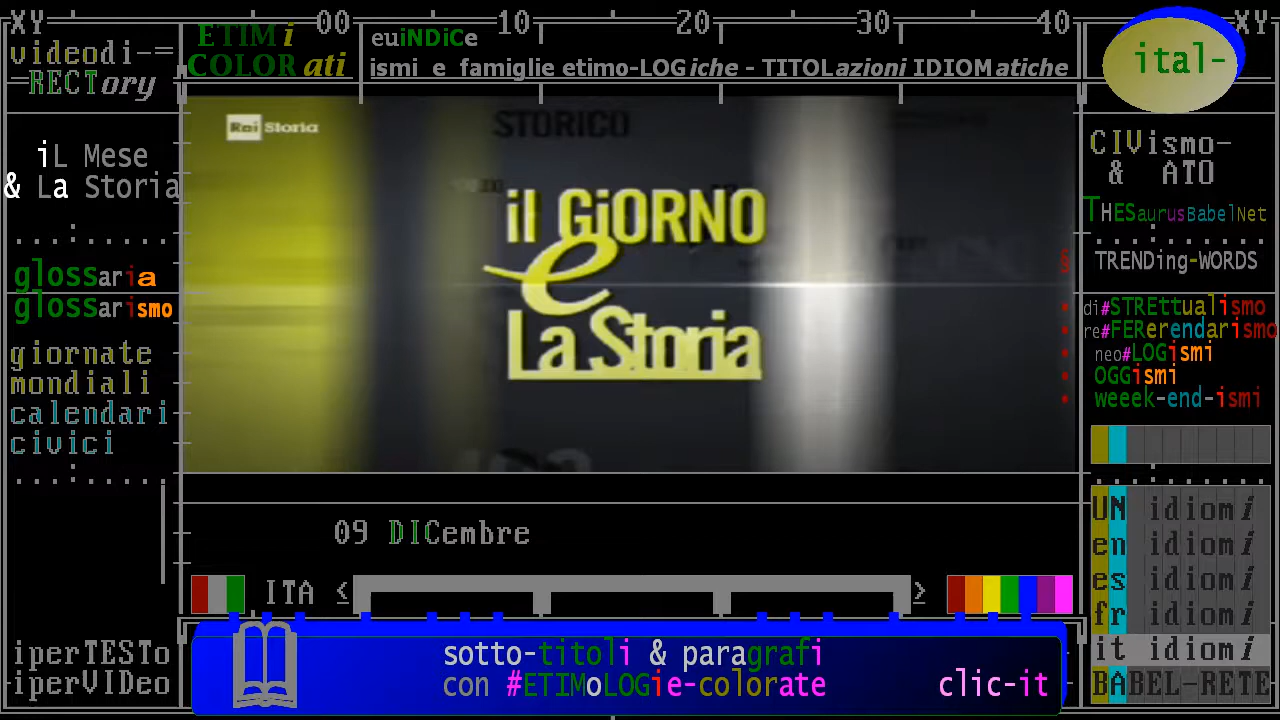 XY 00 10 20 30 40 XY
videodi-=
=RECTory
ETIMi
COLORati
euiNDiCe
ismi e famiglie etimo-LOGiche - TITOLazioni IDIOMatiche
ital-
iL Mese
& La Storia
...:.....
glossaria
glossarismo
giornate
mondiali
calendari
civici
.:.......
iperTESTo
-iperVIDeo
Rai Storia
STORICO
il GiORNO
e
La Storia
§
09 DICembre
ITA < >
sotto-titoli & paragrafi
con #ETIMoLOGie-colorate
clic-it
CIVismo-
& ATO
THESaurusBabelNet
...:.......
TRENDing-WORDS
di#STREttualismo
re#FERerendarismo
neo#LOGismi
OGGismi
weeek-end-ismi
...:.......
UN idiomi
en idiomi
es idiomi
fr idiomi
it idiomi
BABEL-RETE